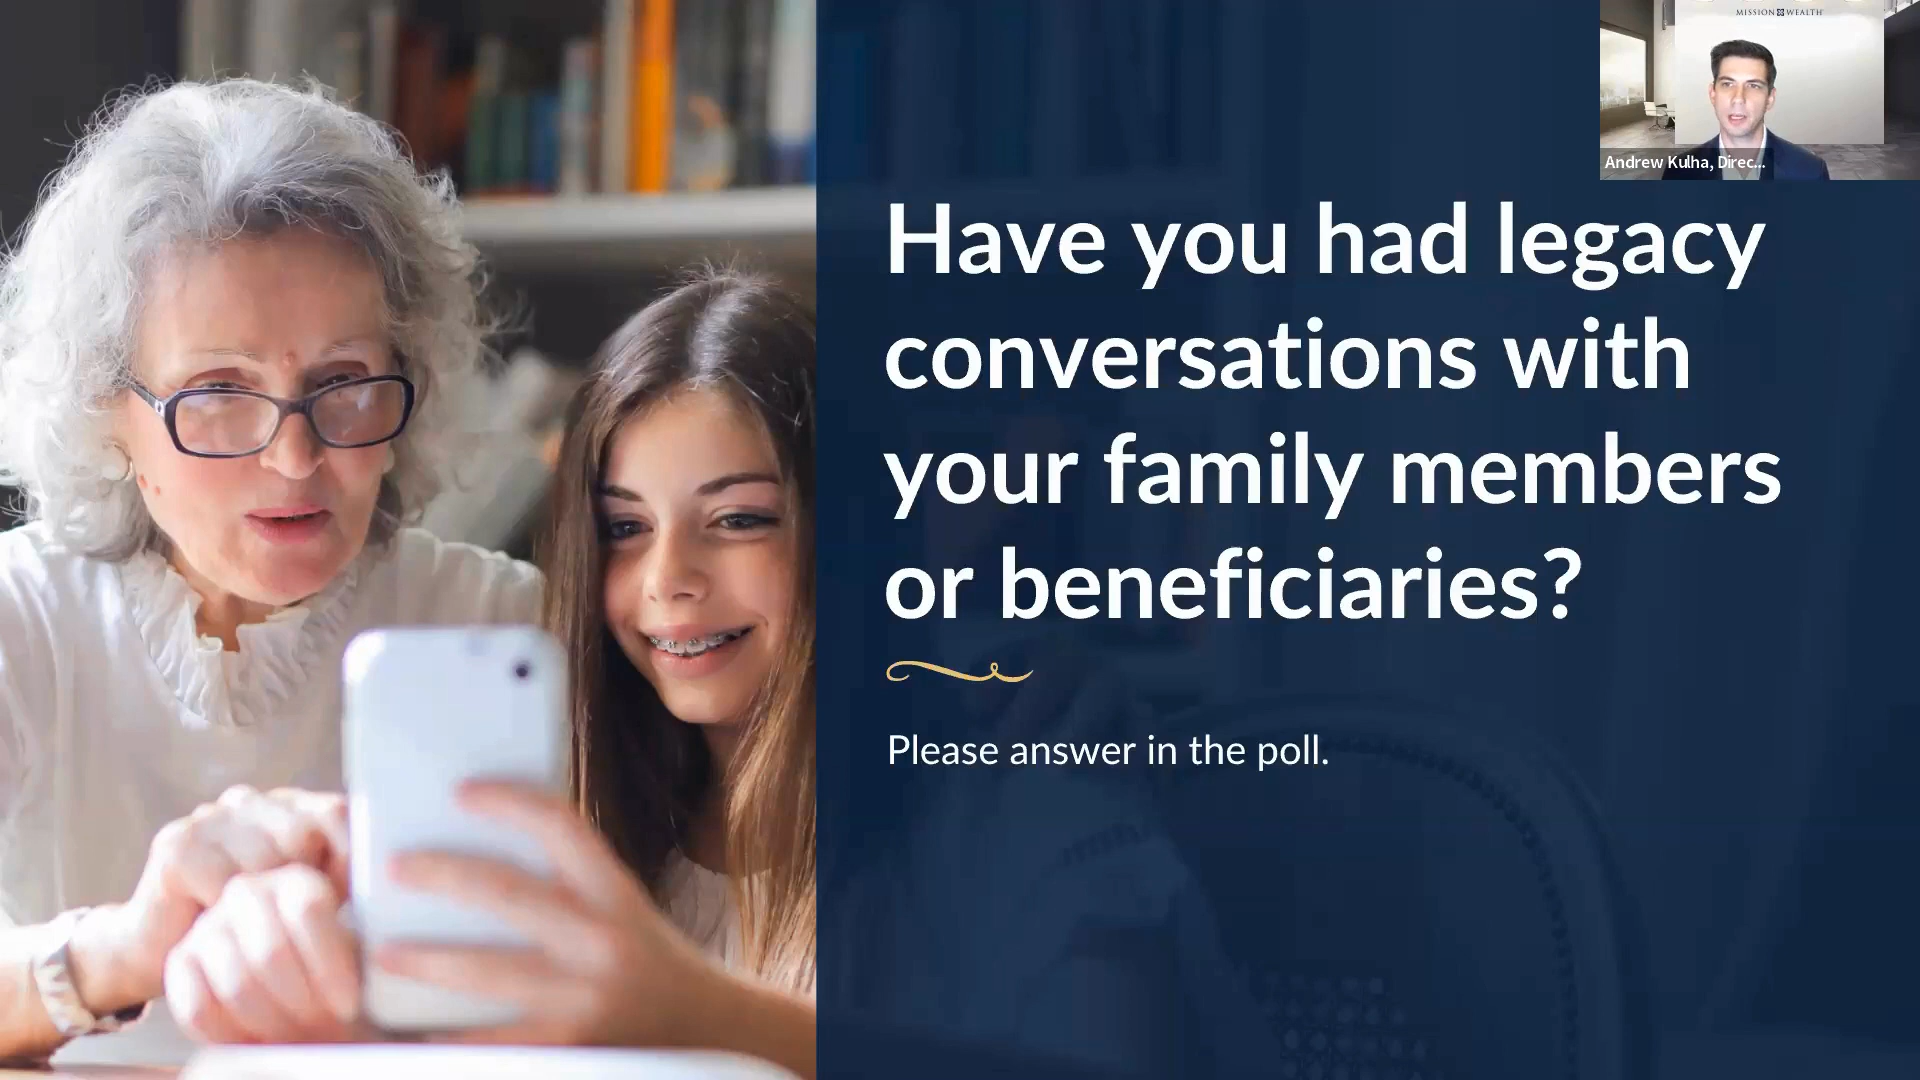 MISSION WEALTH
Andrew Kulha, Direc...
Have you had legacy
conversations with
your family members
or beneficiaries?
Please answer in the poll.